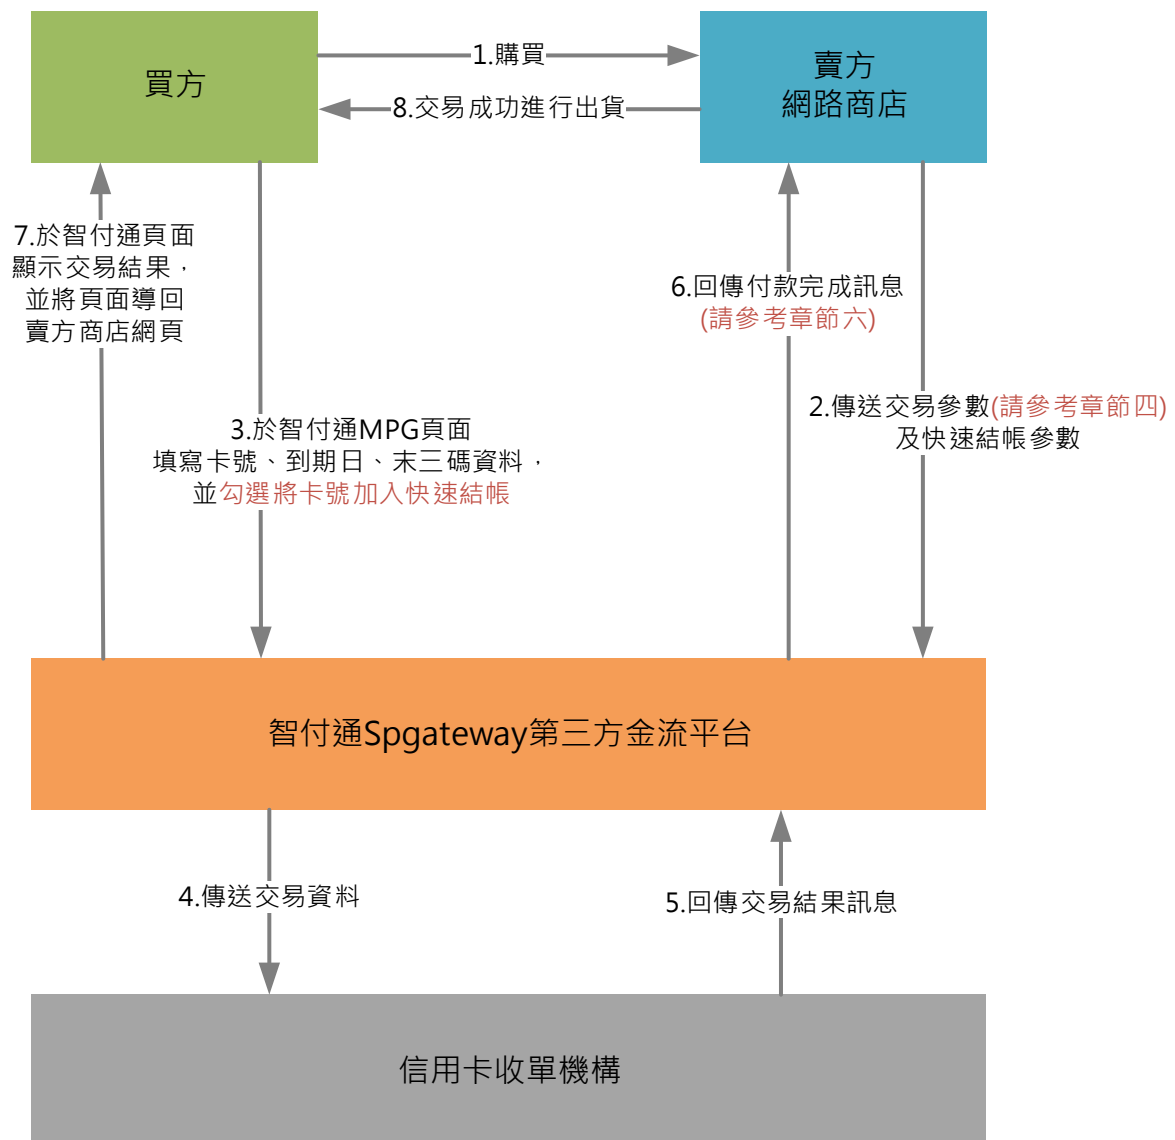 買方
1.購買
賣方
網路商店
8.交易成功進行出貨
7.於智付通頁面
顯示交易結果，
並將頁面導回
賣方商店網頁
6.回傳付款完成訊息
(請參考章節六)
2.傳送交易參數(請參考章節四)
及快速結帳參數
3.於智付通MPG頁面
填寫卡號、到期日、末三碼資料，
並勾選將卡號加入快速結帳
智付通Spgateway第三方金流平台
4.傳送交易資料
5.回傳交易結果訊息
信用卡收單機構